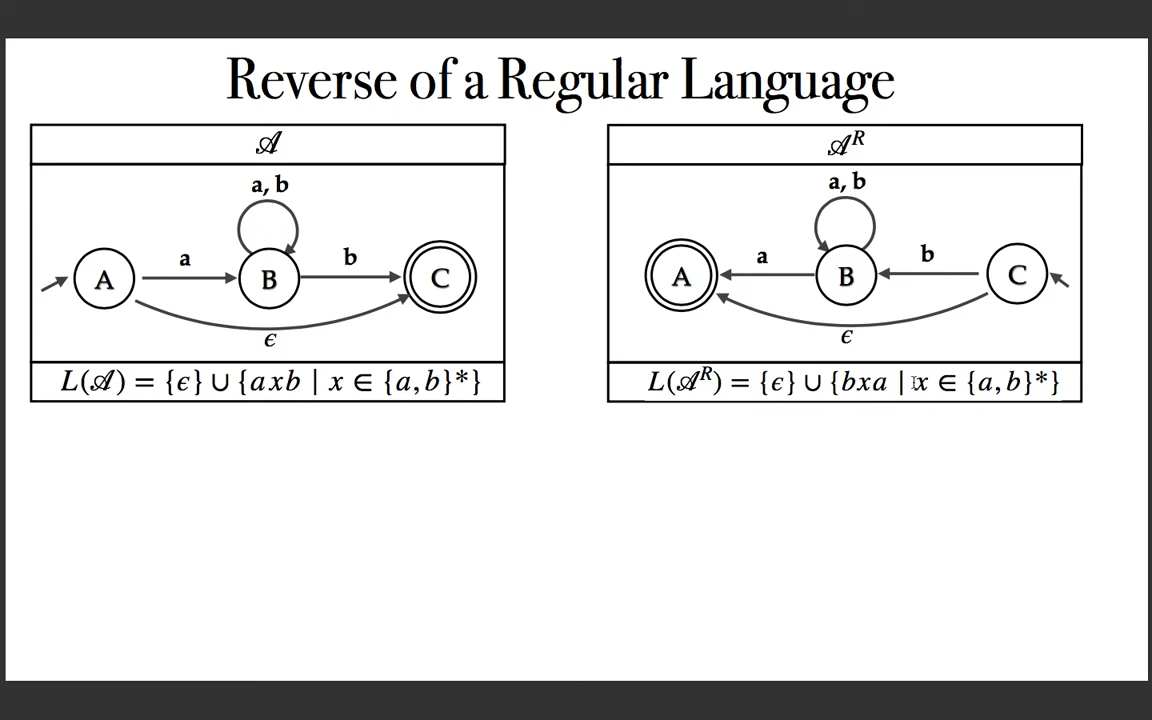 Reverse of a Regular Language
𝒜
a, b
A
a
B
b
C
ϵ
L(𝒜) = {ϵ} ∪ {axb | x ∈ {a, b}*}
𝒜ᴿ
a, b
A
a
B
b
C
ϵ
L(𝒜ᴿ) = {ϵ} ∪ {bxa | x ∈ {a, b}*}